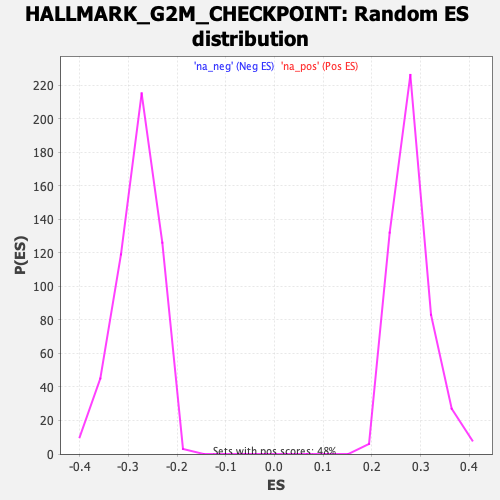 HALLMARK_G2M_CHECKPOINT: Random ES
distribution
'na_neg' (Neg ES) 'na_pos' (Pos ES)
220
200
180
160
140
120
100
80
60
40
20
0
P(ES)
Sets with pos scores: 48%
-0.4 -0.3 -0.2 -0.1 0.0 0.1 0.2 0.3 0.4
ES